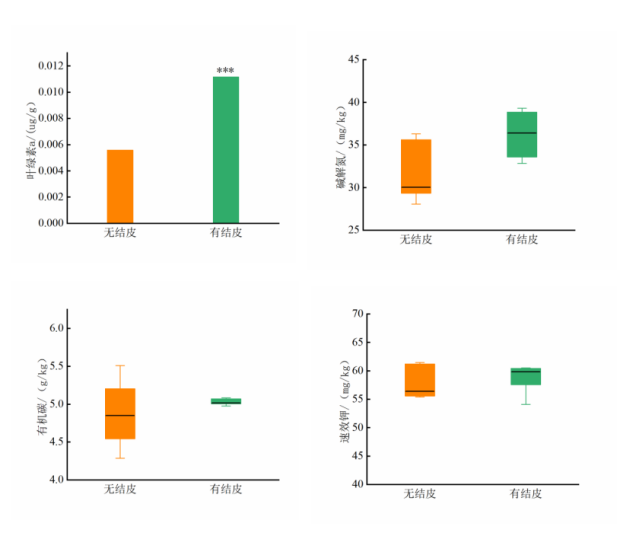 叶绿素a/(ug/g)
0.012
0.010
0.008
0.006
0.004
0.002
0.000
***
无结皮
有结皮
碱解氮/（mg/kg）
45
40
35
30
25
无结皮
有结皮
有机碳/（g/kg）
6.0
5.5
5.0
4.5
4.0
无结皮
有结皮
速效钾/（mg/kg）
70
65
60
55
50
45
40
无结皮
有结皮